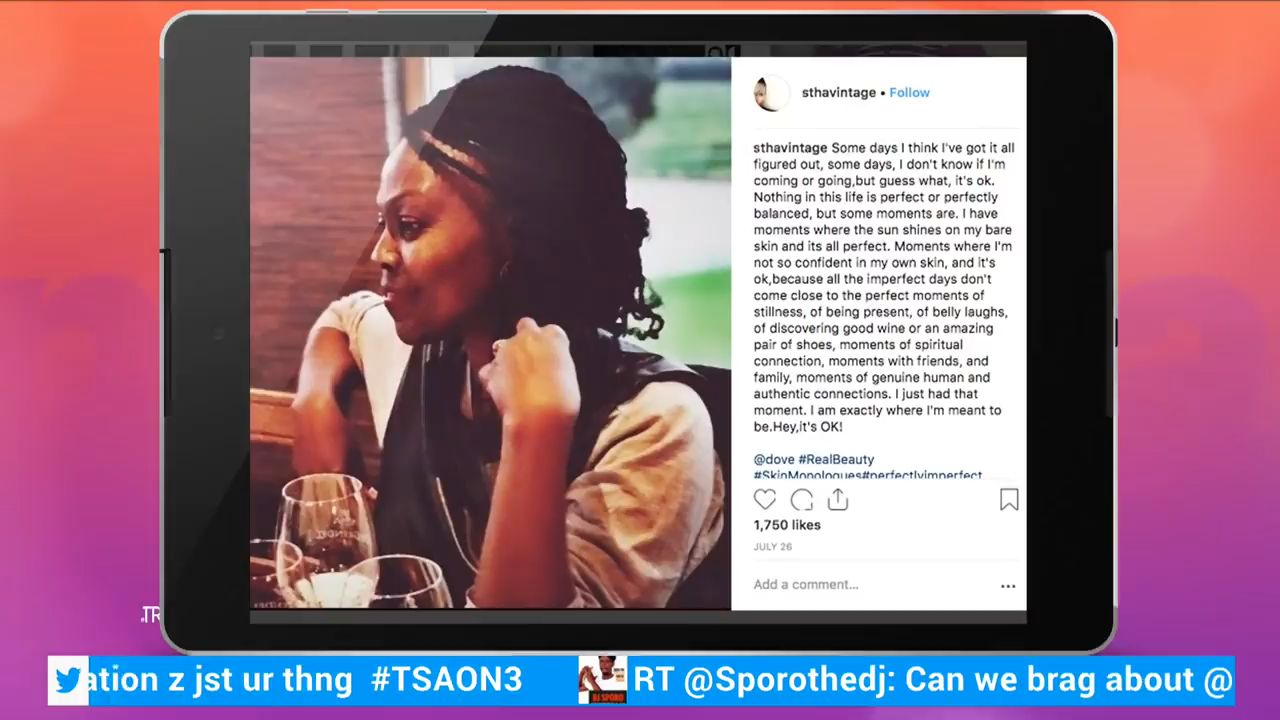 sthavintage • Follow
sthavintage Some days I think I've got it all
figured out, some days, I don't know if I'm
coming or going,but guess what, it's ok.
Nothing in this life is perfect or perfectly
balanced, but some moments are. I have
moments where the sun shines on my bare
skin and its all perfect. Moments where I'm
not so confident in my own skin, and it's
ok,because all the imperfect days don't
come close to the perfect moments of
stillness, of being present, of belly laughs,
of discovering good wine or an amazing
pair of shoes, moments of spiritual
connection, moments with friends, and
family, moments of genuine human and
authentic connections. I just had that
moment. I am exactly where I'm meant to
be.Hey,it's OK!
@dove #RealBeauty
#SkinMonologues#perfectlyimperfect
1,750 likes
JULY 26
Add a comment...
ation z jst ur thng #TSAON3
RT @Sporothedj: Can we brag about @